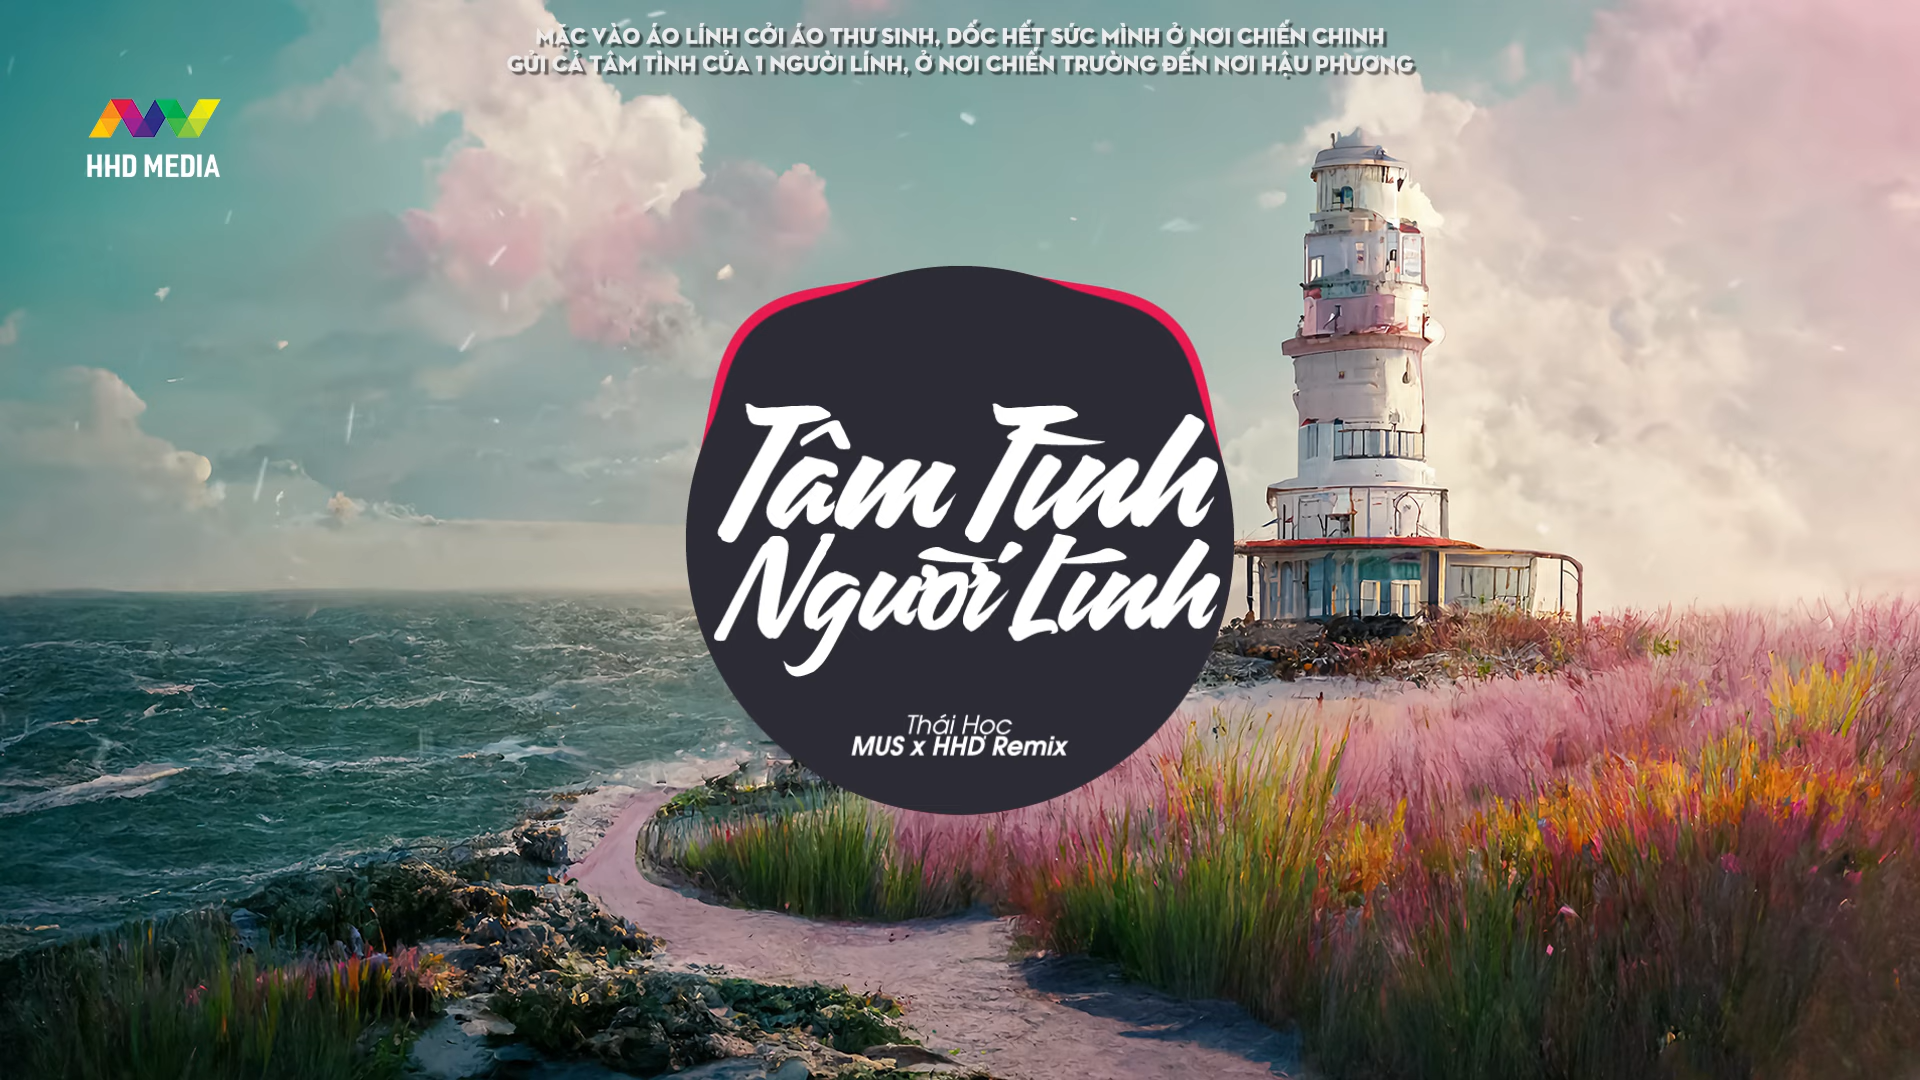 MẶC VÀO ÁO LÍNH CỞI ÁO THƯ SINH, DỐC HẾT SỨC MÌNH Ở NƠI CHIẾN CHINH
GỬI CẢ TÂM TÌNH CỦA 1 NGƯỜI LÍNH, Ở NƠI CHIẾN TRƯỜNG ĐẾN NƠI HẬU PHƯƠNG
HHD MEDIA
Tâm Tình
Người Lính
Thái Học
MUS x HHD Remix